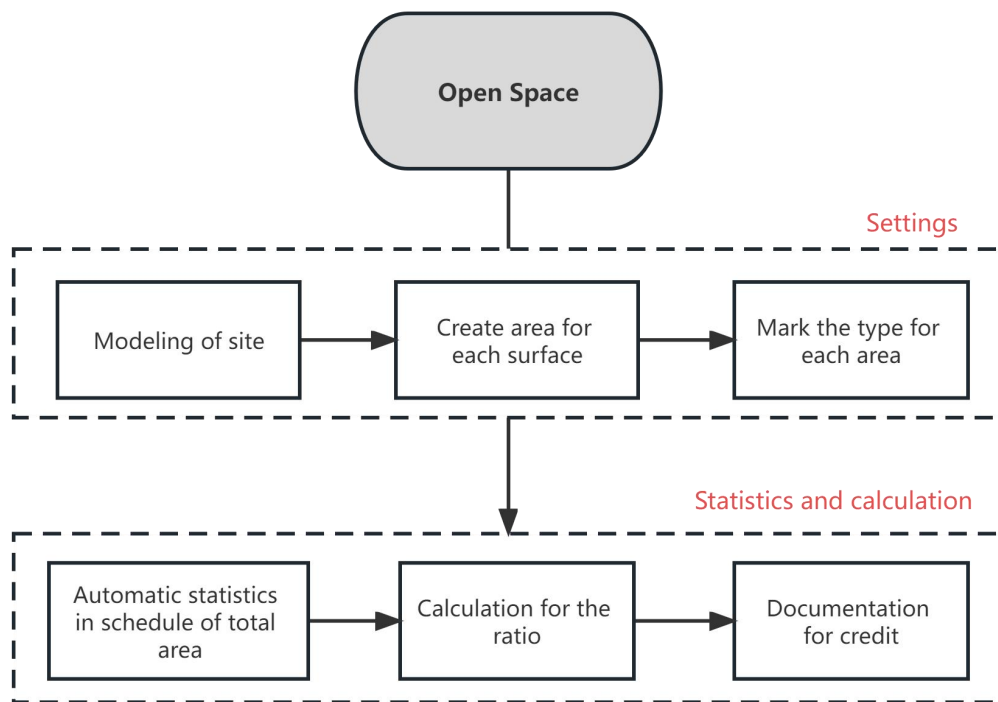 Open Space
Settings
Modeling of site
Create area for
each surface
Mark the type for
each area
Statistics and calculation
Automatic statistics
in schedule of total
area
Calculation for the
ratio
Documentation
for credit